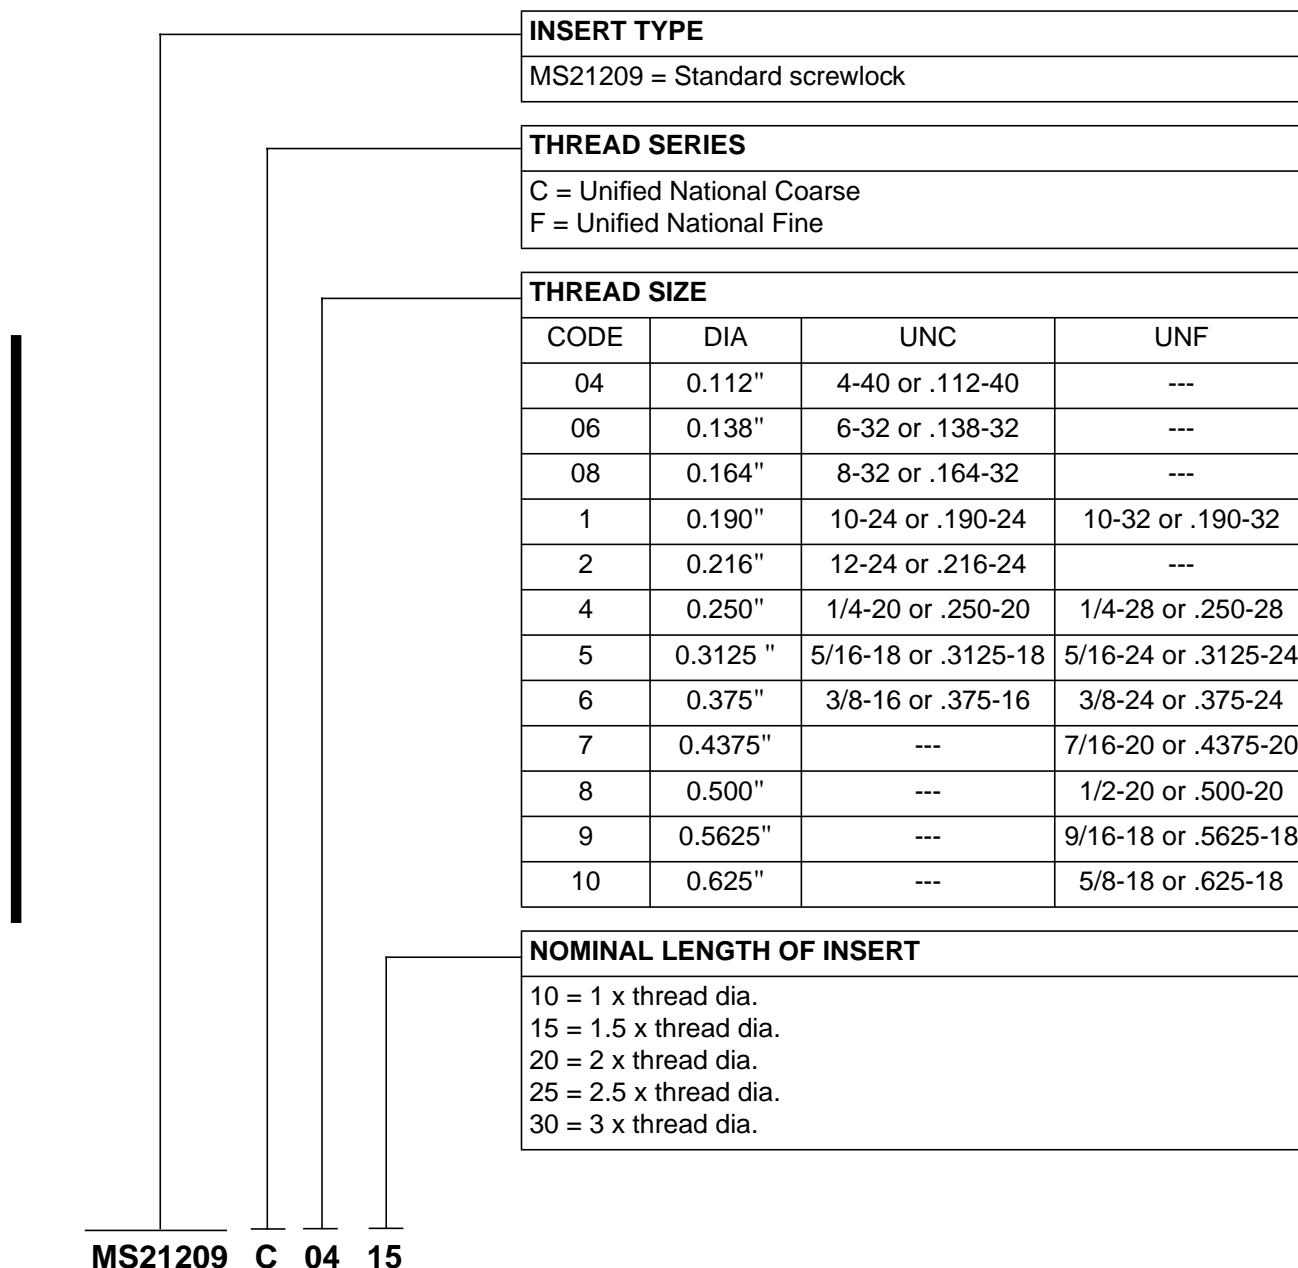 INSERT TYPE
MS21209 = Standard screwlock
THREAD SERIES
C = Unified National Coarse
F = Unified National Fine
THREAD SIZE
CODE DIA UNC UNF
04 0.112" 4-40 or .112-40 ---
06 0.138" 6-32 or .138-32 ---
08 0.164" 8-32 or .164-32 ---
1 0.190" 10-24 or .190-24 10-32 or .190-32
2 0.216" 12-24 or .216-24 ---
4 0.250" 1/4-20 or .250-20 1/4-28 or .250-28
5 0.3125 " 5/16-18 or .3125-18 5/16-24 or .3125-24
6 0.375" 3/8-16 or .375-16 3/8-24 or .375-24
7 0.4375" --- 7/16-20 or .4375-20
8 0.500" --- 1/2-20 or .500-20
9 0.5625" --- 9/16-18 or .5625-18
10 0.625" --- 5/8-18 or .625-18
NOMINAL LENGTH OF INSERT
10 = 1 x thread dia.
15 = 1.5 x thread dia.
20 = 2 x thread dia.
25 = 2.5 x thread dia.
30 = 3 x thread dia.
MS21209 C 04 15